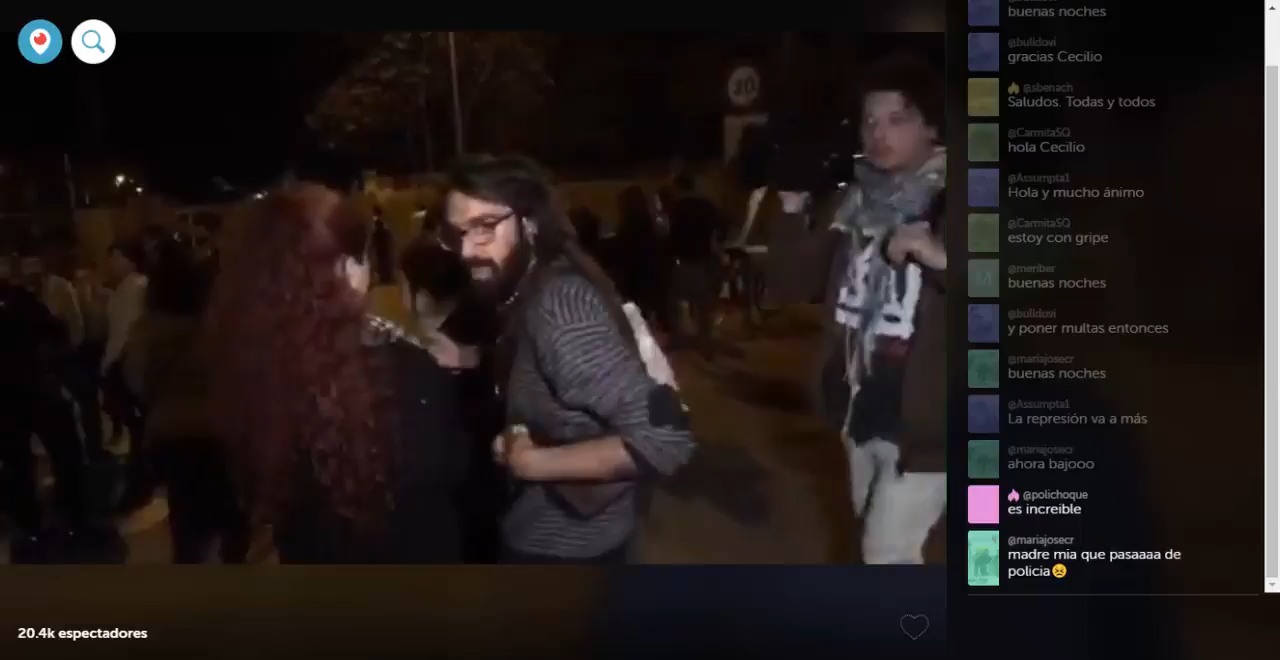 20
buenas noches
@bulldovi
gracias Cecilio
@sbenach
Saludos. Todas y todos
@CarmitaSQ
hola Cecilio
@Assumpta1
Hola y mucho ánimo
@CarmitaSQ
estoy con gripe
M
@meriber
buenas noches
@bulldovi
y poner multas entonces
@mariajosecr
buenas noches
@Assumpta1
La represión va a más
@mariajosecr
ahora bajooo
@polichoque
es increible
@mariajosecr
madre mia que pasaaaa de
policia😣
20.4k espectadores